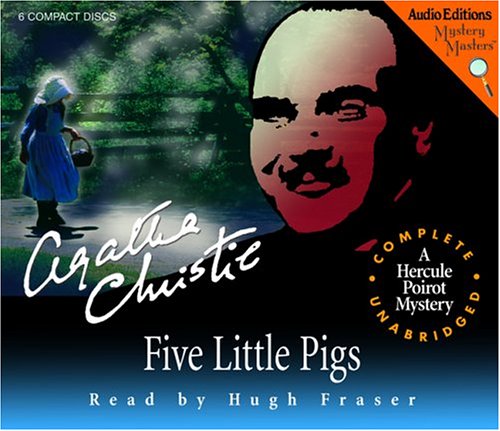 6 COMPACT DISCS
Audio Editions
Mystery
Masters™
Agatha
Christie
COMPLETE
A
Hercule
Poirot
Mystery
UNABRIDGED
Five Little Pigs
Read by Hugh Fraser